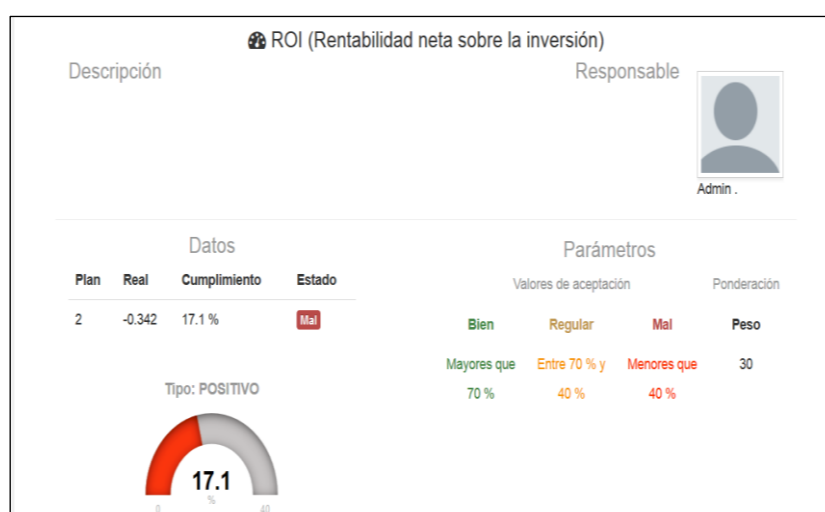 ROI (Rentabilidad neta sobre la inversión)
Descripción
Responsable
Admin .
Datos
Plan Real Cumplimiento Estado
2 -0.342 17.1 % Mal
Tipo: POSITIVO
17.1
%
0 40
Parámetros
Valores de aceptación Ponderación
Bien Regular Mal Peso
Mayores que Entre 70 % y Menores que 30
70 % 40 % 40 %